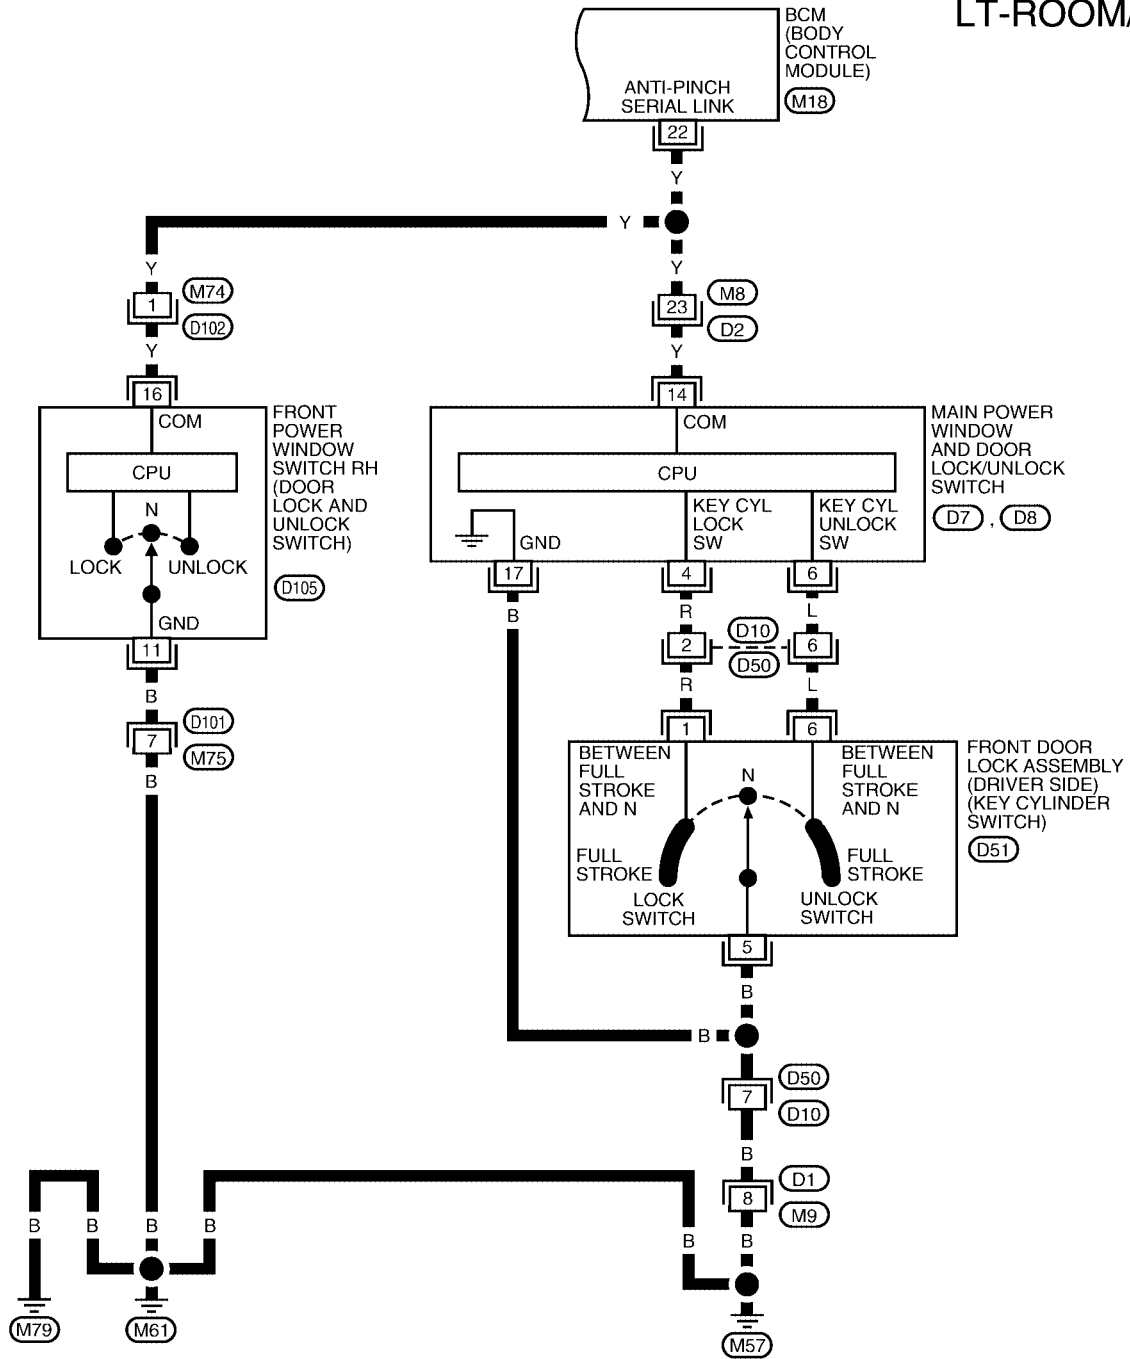 LT-ROOM
BCM
(BODY
CONTROL
MODULE)
M18
ANTI-PINCH
SERIAL LINK
22
Y
Y
Y
Y
1
M74
D102
Y
16
Y
23
M8
D2
Y
14
COM
CPU
N
LOCK
UNLOCK
GND
11
FRONT
POWER
WINDOW
SWITCH RH
(DOOR
LOCK AND
UNLOCK
SWITCH)
D105
COM
CPU
KEY CYL
LOCK
SW
KEY CYL
UNLOCK
SW
GND
17
4
6
MAIN POWER
WINDOW
AND DOOR
LOCK/UNLOCK
SWITCH
D7 , D8
B
R
L
2
D10
D50
6
R
L
1
6
B
7
D101
M75
B
BETWEEN
FULL
STROKE
AND N
N
BETWEEN
FULL
STROKE
AND N
FULL
STROKE
FULL
STROKE
LOCK
SWITCH
UNLOCK
SWITCH
5
FRONT DOOR
LOCK ASSEMBLY
(DRIVER SIDE)
(KEY CYLINDER
SWITCH)
D51
B
B
7
D50
D10
B
8
D1
M9
B
B
B
B
B
B
B
M79
M61
M57